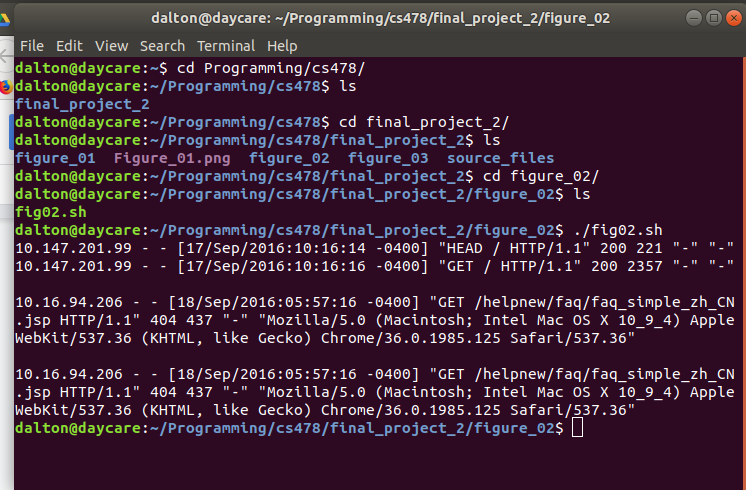 dalton@daycare: ~/Programming/cs478/final_project_2/figure_02
File Edit View Search Terminal Help
dalton@daycare:~$ cd Programming/cs478/
dalton@daycare:~/Programming/cs478$ ls
final_project_2
dalton@daycare:~/Programming/cs478$ cd final_project_2/
dalton@daycare:~/Programming/cs478/final_project_2$ ls
figure_01 Figure_01.png figure_02 figure_03 source_files
dalton@daycare:~/Programming/cs478/final_project_2$ cd figure_02/
dalton@daycare:~/Programming/cs478/final_project_2/figure_02$ ls
fig02.sh
dalton@daycare:~/Programming/cs478/final_project_2/figure_02$ ./fig02.sh
10.147.201.99 - - [17/Sep/2016:10:16:14 -0400] "HEAD / HTTP/1.1" 200 221 "-" "-"
10.147.201.99 - - [17/Sep/2016:10:16:16 -0400] "GET / HTTP/1.1" 200 2357 "-" "-"
10.16.94.206 - - [18/Sep/2016:05:57:16 -0400] "GET /helpnew/faq/faq_simple_zh_CN
.jsp HTTP/1.1" 404 437 "-" "Mozilla/5.0 (Macintosh; Intel Mac OS X 10_9_4) Apple
WebKit/537.36 (KHTML, like Gecko) Chrome/36.0.1985.125 Safari/537.36"
10.16.94.206 - - [18/Sep/2016:05:57:16 -0400] "GET /helpnew/faq/faq_simple_zh_CN
.jsp HTTP/1.1" 404 437 "-" "Mozilla/5.0 (Macintosh; Intel Mac OS X 10_9_4) Apple
WebKit/537.36 (KHTML, like Gecko) Chrome/36.0.1985.125 Safari/537.36"
dalton@daycare:~/Programming/cs478/final_project_2/figure_02$